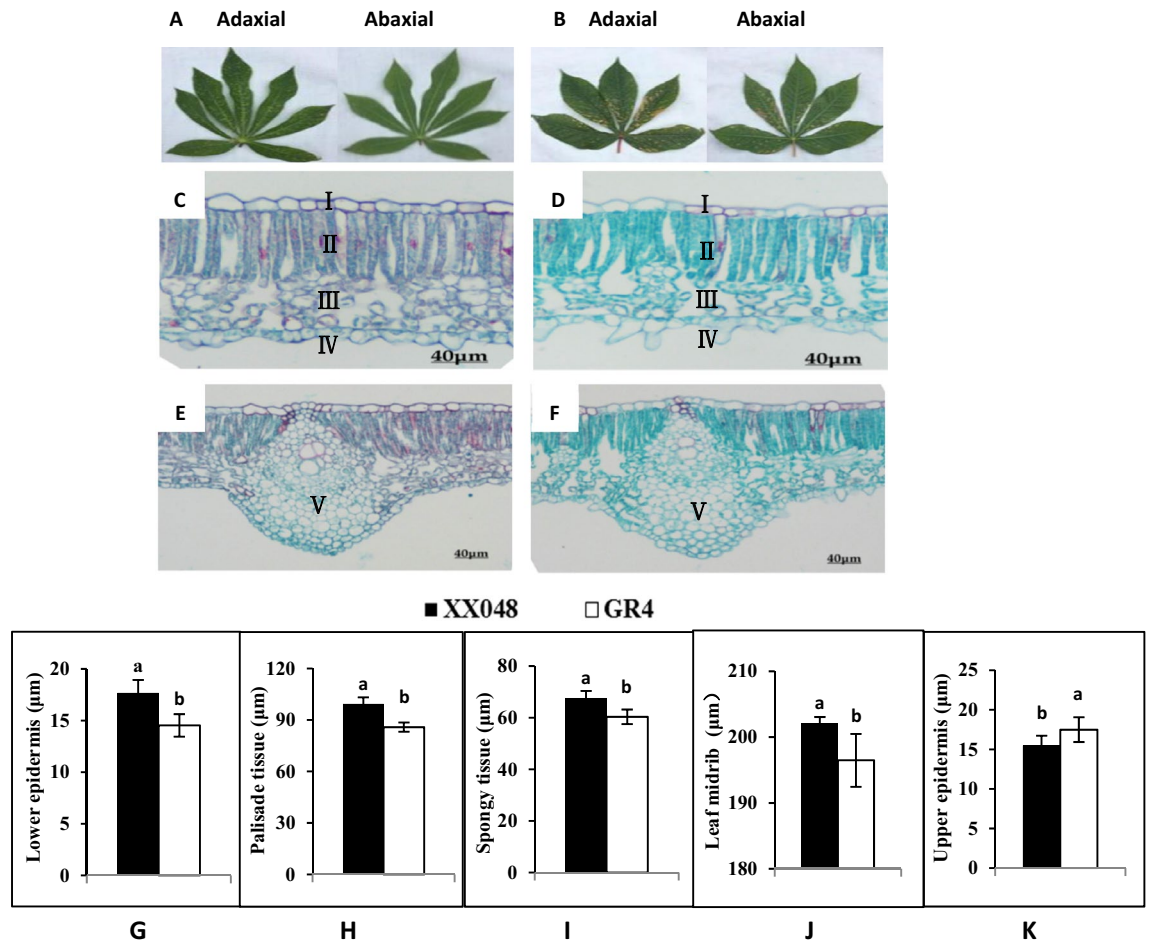 A Adaxial Abaxial B Adaxial Abaxial
C I II III IV 40µm
D I II III IV 40µm
E V 40µm
F V 40µm
XX048 GR4
Lower epidermis (µm) 20 15 10 5 0 a b
Palisade tissue (µm) 120 90 60 30 0 a b
Spongy tissue (µm) 80 60 40 20 0 a b
Leaf midrib (µm) 210 200 190 180 a b
Upper epidermis (µm) 25 20 15 10 5 0 b a
G H I J K